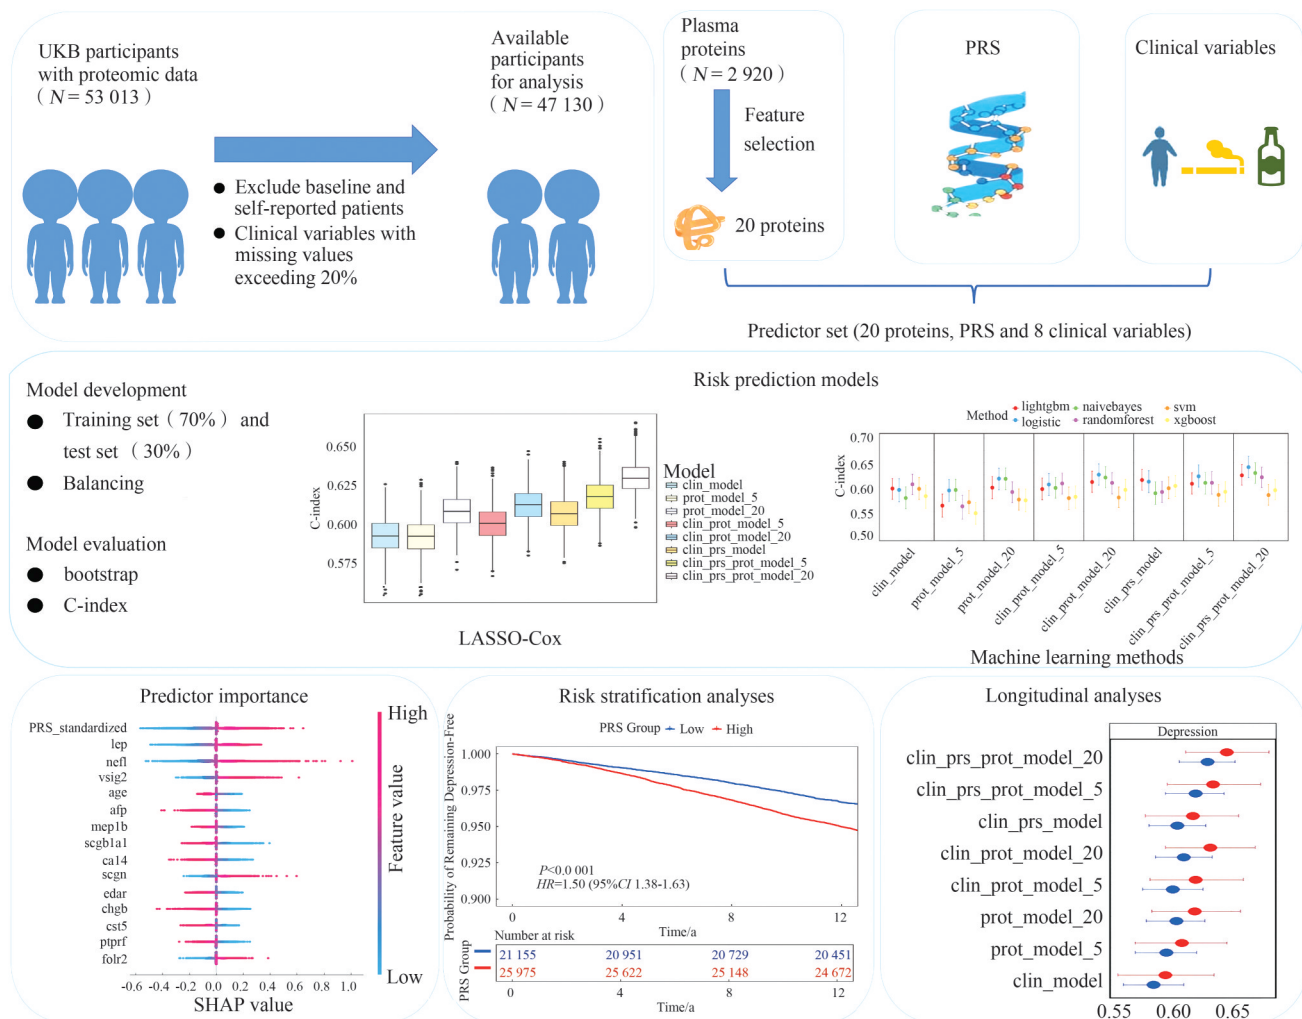 UKB participants
with proteomic data
（N= 53 013）
Exclude baseline and
self-reported patients
Clinical variables with
missing values
exceeding 20%
Available
participants
for analysis
（N= 47 130）
Plasma
proteins
（N= 2 920）
Feature
selection
20 proteins
PRS
Clinical variables
Predictor set (20 proteins, PRS and 8 clinical variables)
Model development
Training set（70%）and
test set （30%）
Balancing
Model evaluation
bootstrap
C-index
Risk prediction models
C-index
0.650
0.625
0.600
0.575
Model
clin_model
prot_model_5
prot_model_20
clin_prot_model_5
clin_prot_model_20
clin_prs_model
clin_prs_prot_model_5
clin_prs_prot_model_20
LASSO-Cox
Method
lightgbm
logistic
naivebayes
randomforest
svm
xgboost
C-index
0.70
0.65
0.60
0.55
0.50
clin_model
prot_model_5
prot_model_20
clin_prot_model_5
clin_prot_model_20
clin_prs_model
clin_prs_prot_model_5
clin_prs_prot_model_20
Machine learning methods
Predictor importance
PRS_standardized
lep
nefl
vsig2
age
afp
mep1b
scgb1a1
ca14
scgn
edar
chgb
cst5
ptprf
folr2
-0.6 -0.4 -0.2 0.0 0.2 0.4 0.6 0.8 1.0
SHAP value
High
Feature value
Low
Risk stratification analyses
PRS Group Low High
Probability of Remaining Depression-Free
1.000
0.975
0.950
0.925
0.900
P<0.0 001
HR=1.50 (95%CI 1.38-1.63)
0 4 8 12
Time/a
Number at risk
PRS Group
21 155 20 951 20 729 20 451
25 975 25 622 25 148 24 672
0 4 8 12
Time/a
Longitudinal analyses
Depression
clin_prs_prot_model_20
clin_prs_prot_model_5
clin_prs_model
clin_prot_model_20
clin_prot_model_5
prot_model_20
prot_model_5
clin_model
0.55 0.60 0.65